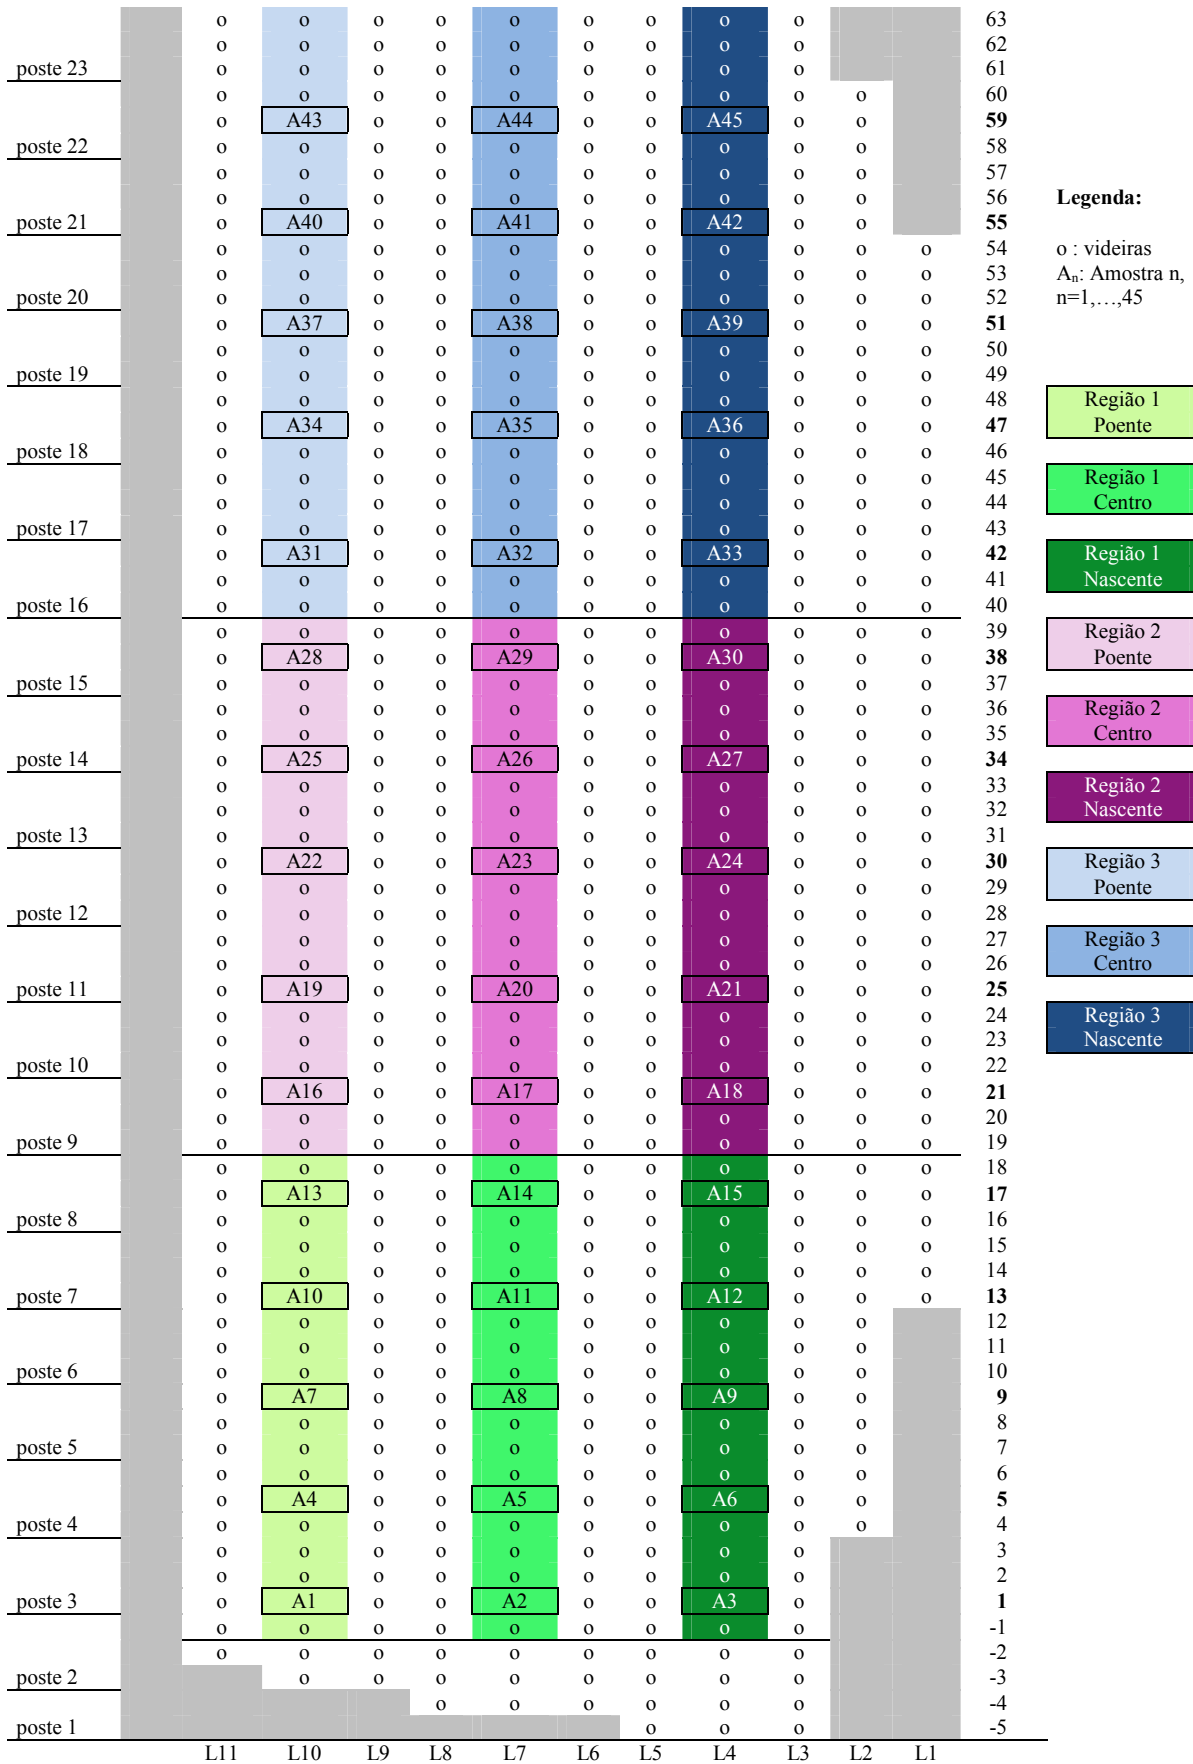 o o o o o o o o o 63
o o o o o o o o o 62
poste 23 o o o o o o o o o 61
o o o o o o o o o o 60
o A43 o o A44 o o A45 o o 59
poste 22 o o o o o o o o o o 58
o o o o o o o o o o 57
o o o o o o o o o o 56
poste 21 o A40 o o A41 o o A42 o o 55
o o o o o o o o o o o 54
o o o o o o o o o o o 53
poste 20 o o o o o o o o o o o 52
o A37 o o A38 o o A39 o o o 51
o o o o o o o o o o o 50
poste 19 o o o o o o o o o o o 49
o o o o o o o o o o o 48
o A34 o o A35 o o A36 o o o 47
poste 18 o o o o o o o o o o o 46
o o o o o o o o o o o 45
o o o o o o o o o o o 44
poste 17 o o o o o o o o o o o 43
o A31 o o A32 o o A33 o o o 42
o o o o o o o o o o o 41
poste 16 o o o o o o o o o o o 40
o o o o o o o o o o o 39
o A28 o o A29 o o A30 o o o 38
poste 15 o o o o o o o o o o o 37
o o o o o o o o o o o 36
o o o o o o o o o o o 35
poste 14 o A25 o o A26 o o A27 o o o 34
o o o o o o o o o o o 33
o o o o o o o o o o o 32
poste 13 o o o o o o o o o o o 31
o A22 o o A23 o o A24 o o o 30
o o o o o o o o o o o 29
poste 12 o o o o o o o o o o o 28
o o o o o o o o o o o 27
o o o o o o o o o o o 26
poste 11 o A19 o o A20 o o A21 o o o 25
o o o o o o o o o o o 24
o o o o o o o o o o o 23
poste 10 o o o o o o o o o o o 22
o A16 o o A17 o o A18 o o o 21
o o o o o o o o o o o 20
poste 9 o o o o o o o o o o o 19
o o o o o o o o o o o 18
o A13 o o A14 o o A15 o o o 17
poste 8 o o o o o o o o o o o 16
o o o o o o o o o o o 15
o o o o o o o o o o o 14
poste 7 o A10 o o A11 o o A12 o o o 13
o o o o o o o o o o 12
o o o o o o o o o o 11
poste 6 o o o o o o o o o o 10
o A7 o o A8 o o A9 o o 9
o o o o o o o o o o 8
poste 5 o o o o o o o o o o 7
o o o o o o o o o o 6
o A4 o o A5 o o A6 o o 5
poste 4 o o o o o o o o o o 4
o o o o o o o o o 3
o o o o o o o o o 2
poste 3 o A1 o o A2 o o A3 o 1
o o o o o o o o o -1
o o o o o o o o o -2
poste 2 o o o o o o o o -3
o o o o o o -4
poste 1 o o o -5
L11 L10 L9 L8 L7 L6 L5 L4 L3 L2 L1
Legenda:
o : videiras
An: Amostra n,
n=1,…,45
Região 1
Poente
Região 1
Centro
Região 1
Nascente
Região 2
Poente
Região 2
Centro
Região 2
Nascente
Região 3
Poente
Região 3
Centro
Região 3
Nascente